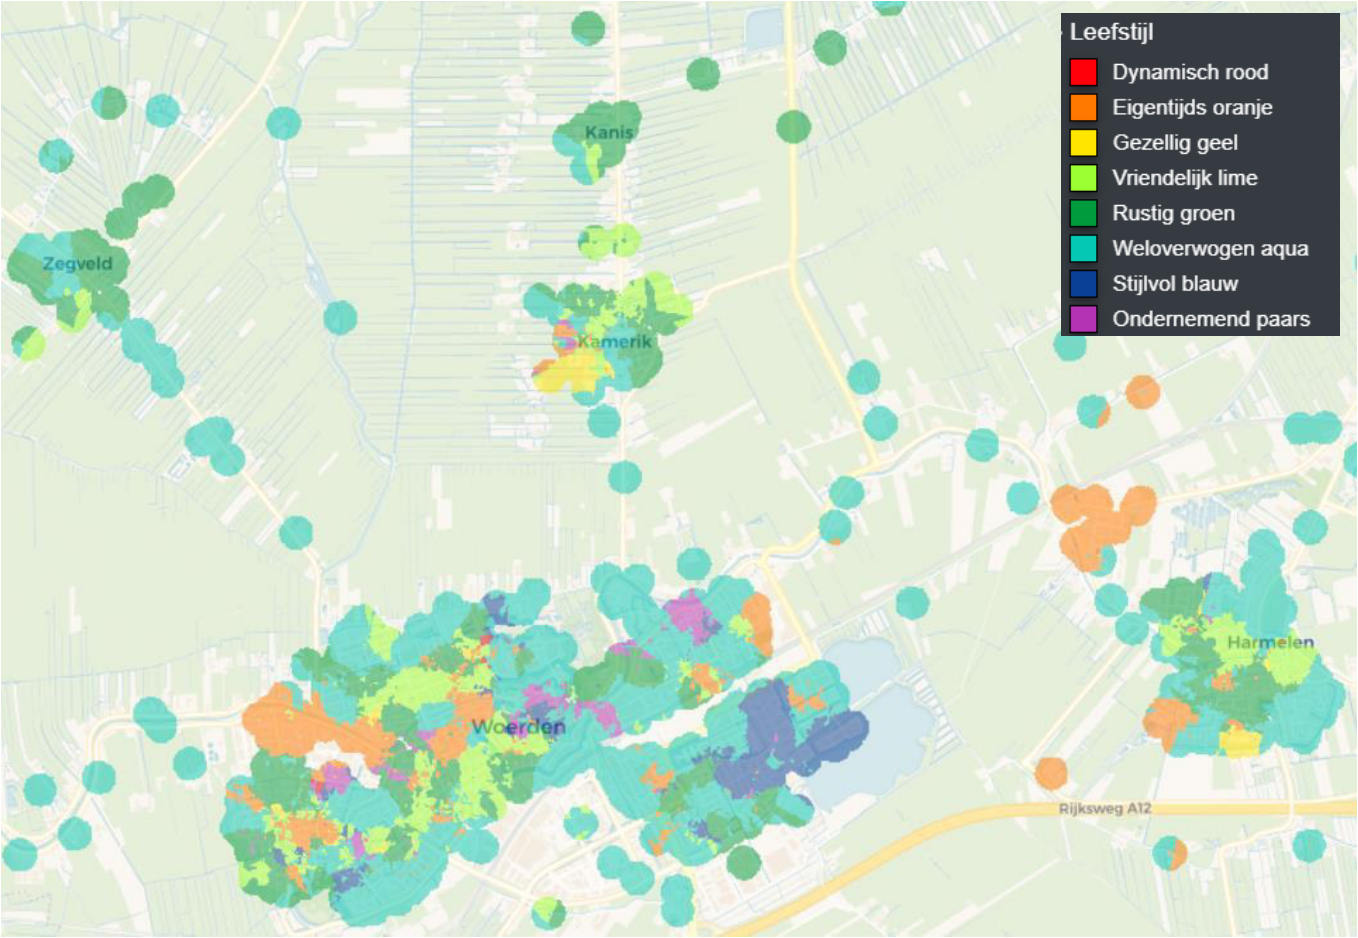 Leefstijl
Dynamisch rood
Eigentijds oranje
Gezellig geel
Vriendelijk lime
Rustig groen
Weloverwogen aqua
Stijlvol blauw
Ondernemend paars
Kanis
Zegveld
Kamerik
Harmelen
Woerden
Rijksweg A12